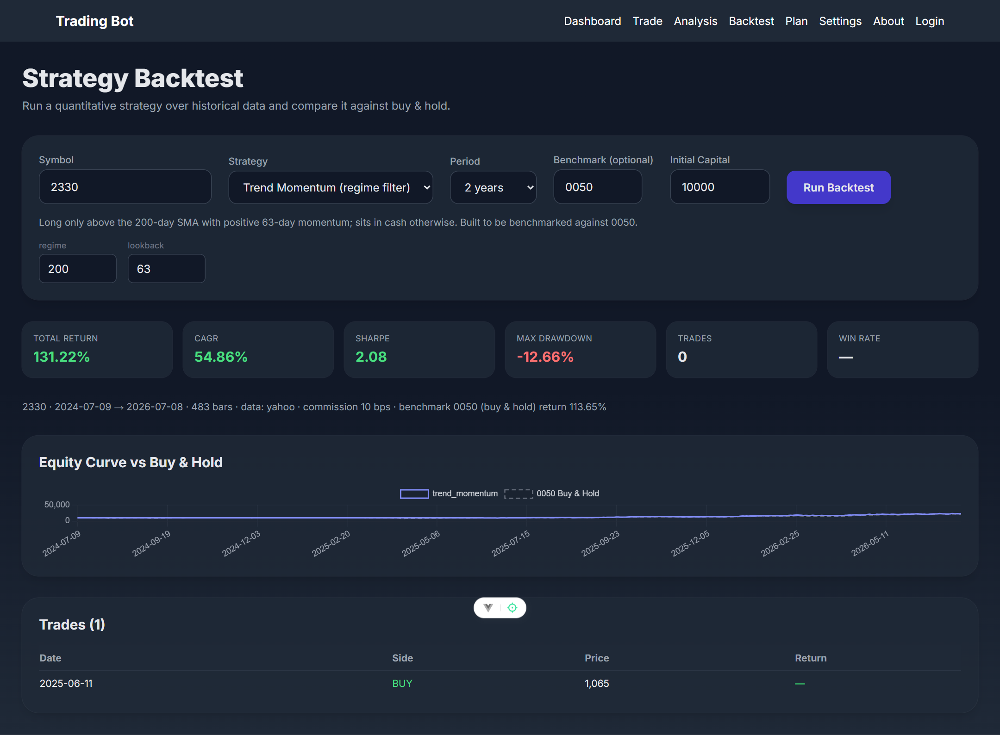 Trading Bot
Dashboard Trade Analysis Backtest Plan Settings About Login
Strategy Backtest
Run a quantitative strategy over historical data and compare it against buy & hold.
Symbol Strategy Period Benchmark (optional) Initial Capital
2330 Trend Momentum (regime filter) 2 years 0050 10000 Run Backtest
Long only above the 200-day SMA with positive 63-day momentum; sits in cash otherwise. Built to be benchmarked against 0050.
regime lookback
200 63
TOTAL RETURN CAGR SHARPE MAX DRAWDOWN TRADES WIN RATE
131.22% 54.86% 2.08 -12.66% 0 —
2330 · 2024-07-09 → 2026-07-08 · 483 bars · data: yahoo · commission 10 bps · benchmark 0050 (buy & hold) return 113.65%
Equity Curve vs Buy & Hold
trend_momentum 0050 Buy & Hold
50,000
0
2024-07-09 2024-09-19 2024-12-03 2025-02-20 2025-05-06 2025-07-15 2025-09-23 2025-12-05 2026-02-25 2026-05-11
Trades (1)
Date Side Price Return
2025-06-11 BUY 1,065 —